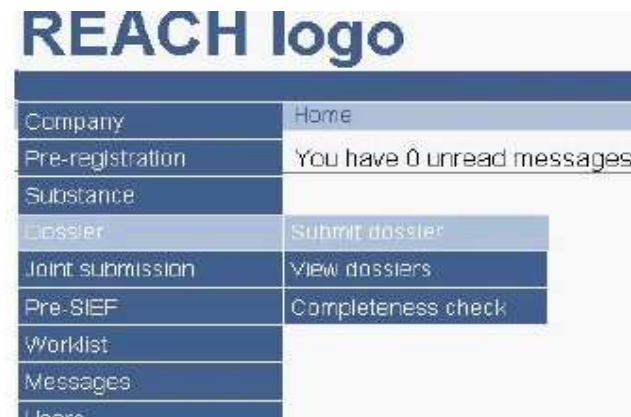 REACH logo
Company
Home
Pre-registration
You have 0 unread messages
Substance
Dossier
Submit dossier
Joint submission
View dossiers
Pre-SIEF
Completeness check
Worklist
Messages
Users